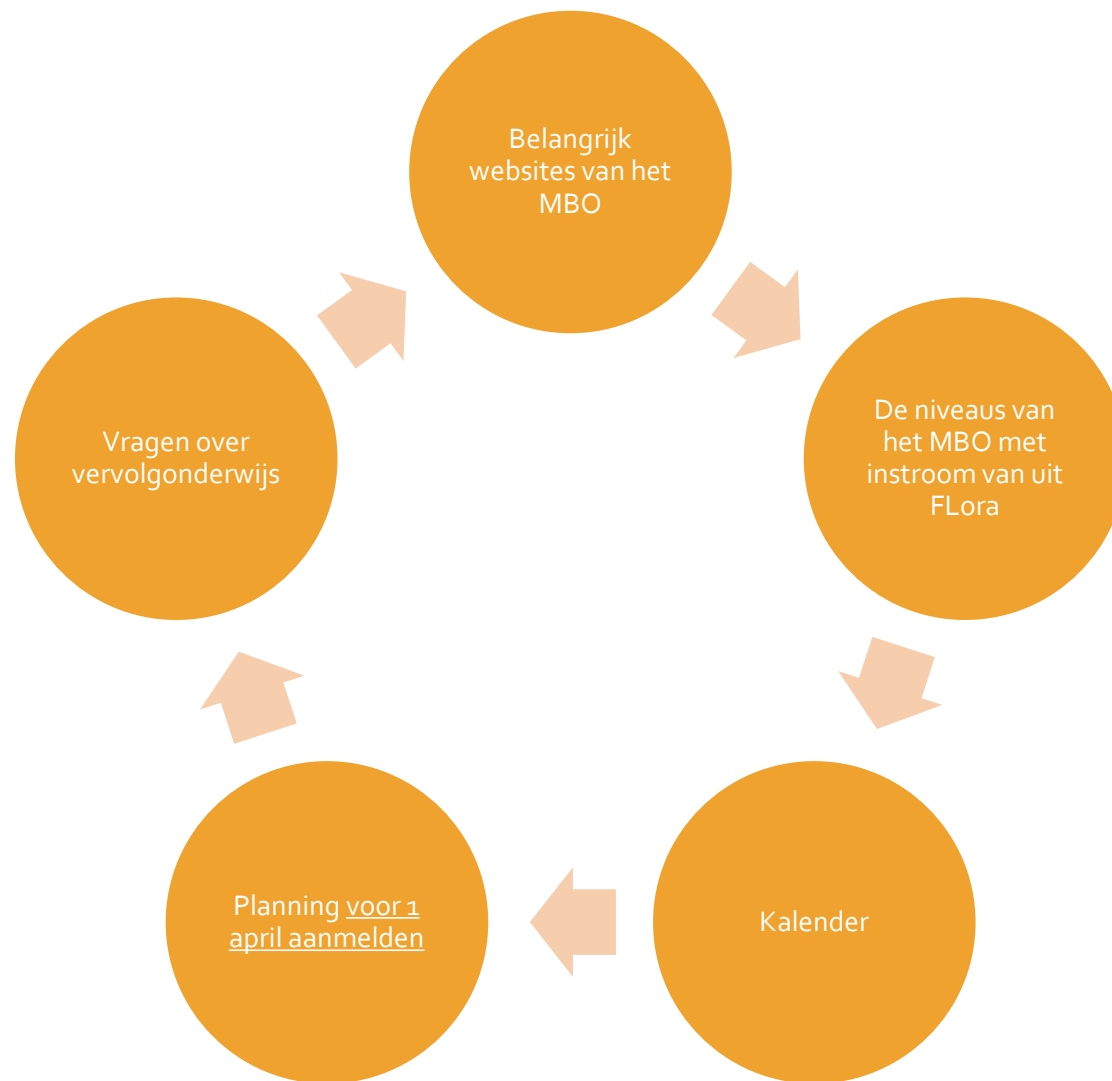 Belangrijk
websites van het
MBO
De niveaus van
het MBO met
instroom van uit
FLora
Kalender
Planning voor 1
april aanmelden
Vragen over
vervolgonderwijs